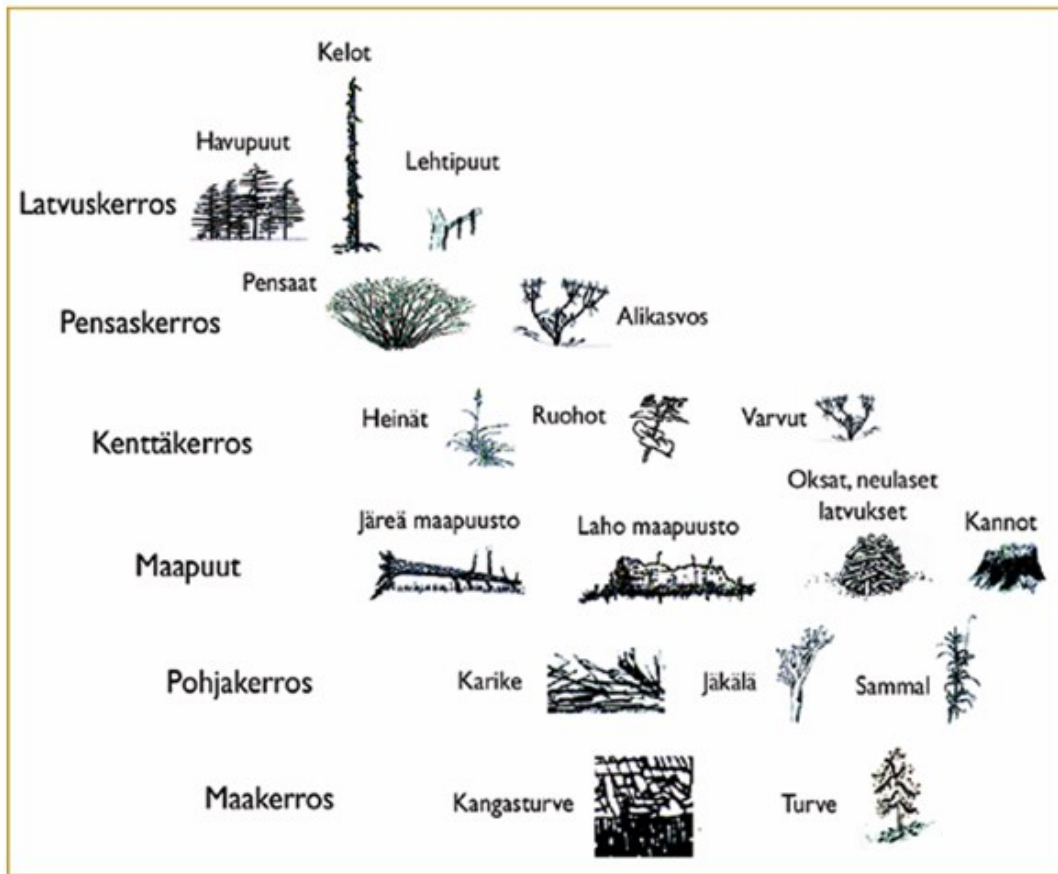 Kelot
Havupuut
Lehtipuut
Latvuskerros
Pensaat
Pensaskerros
Alikasvos
Heinät
Ruohot
Varvut
Kenttäkerros
Oksat, neulaset
latvukset
Järeä maapuusto
Laho maapuusto
Kannot
Maapuut
Pohjakerros
Karike
Jäkälä
Sammal
Maakerros
Kangasturve
Turve